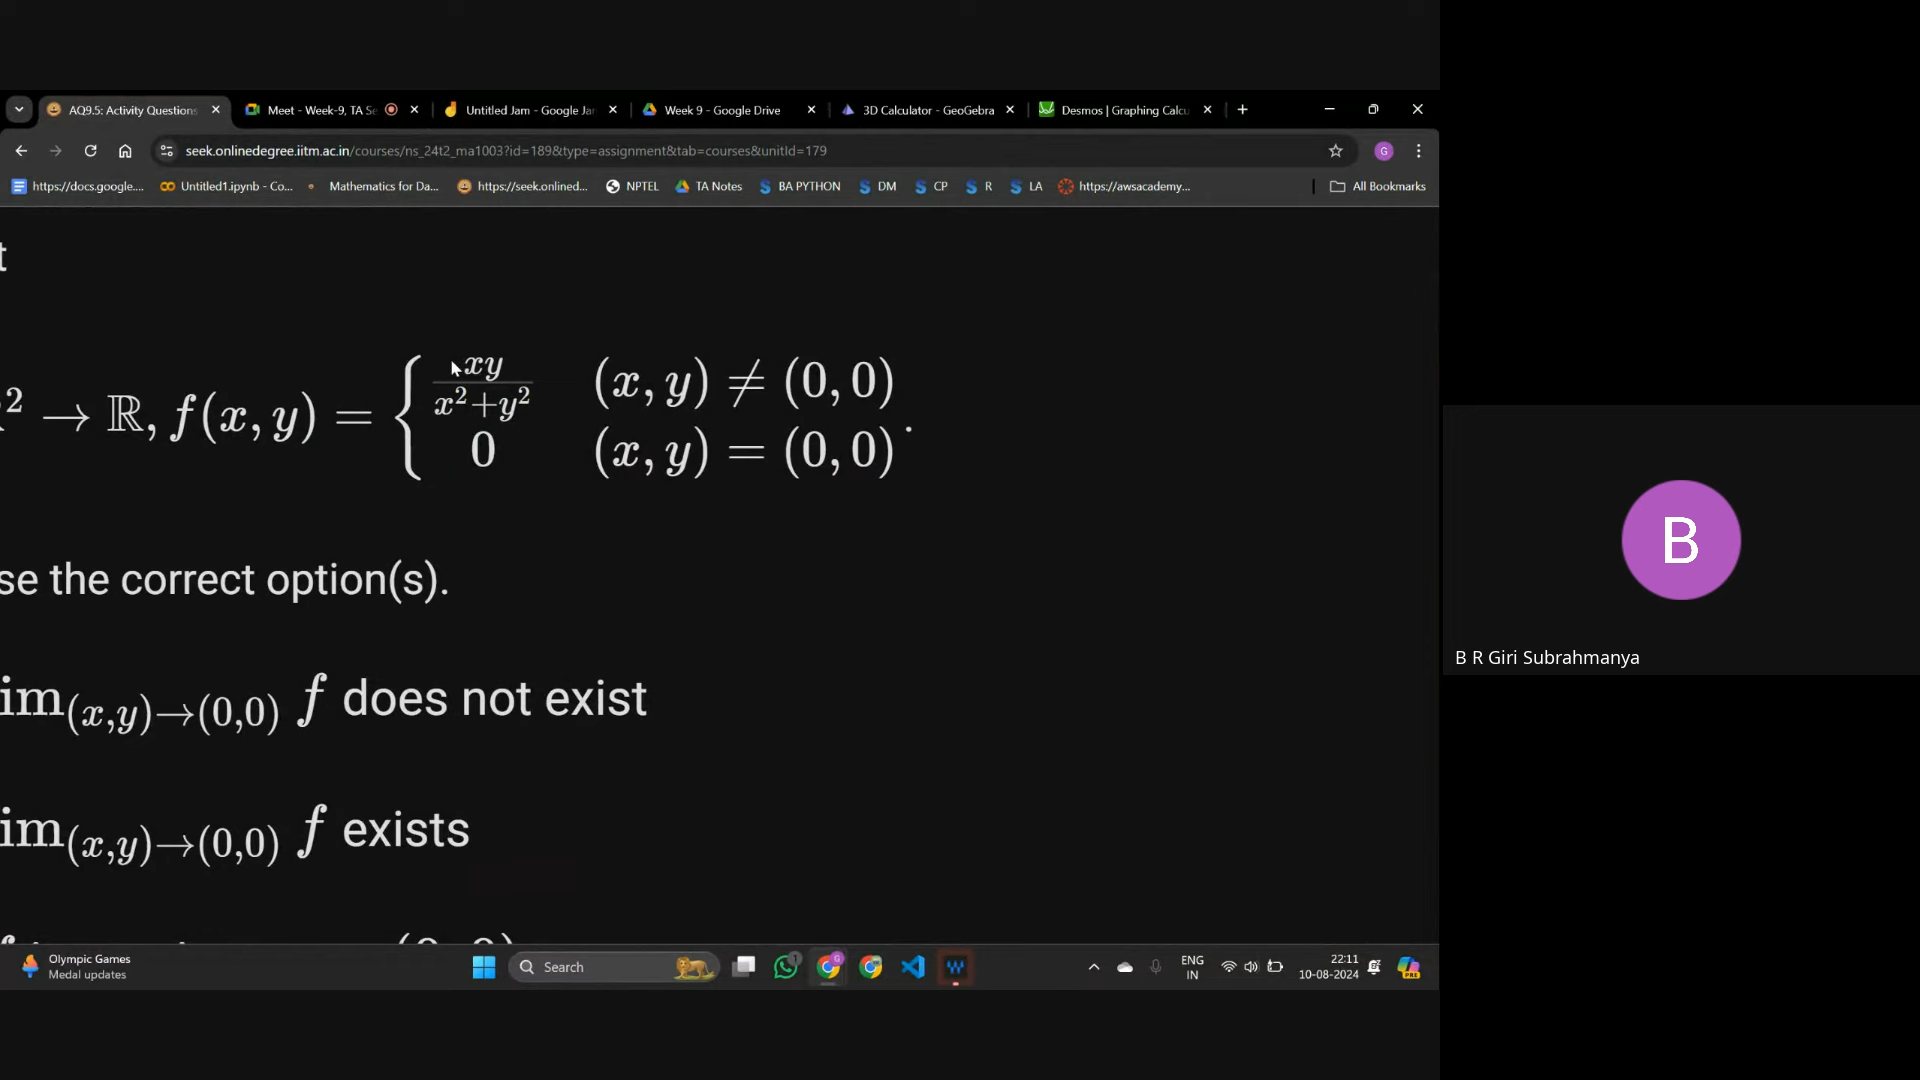 AQ9.5: Activity Questions
Meet - Week-9, TA Se
Untitled Jam - Google Ja
Week 9 - Google Drive
3D Calculator - GeoGebra
Desmos | Graphing Calcu
seek.onlinedegree.iitm.ac.in/courses/ns_24t2_ma1003?id=189&type=assignment&tab=courses&unitId=179
G
https://docs.google....
Untitled1.ipynb - Co...
Mathematics for Da...
https://seek.onlined...
NPTEL
TA Notes
BA PYTHON
DM
CP
R
LA
https://awsacademy...
All Bookmarks
t
2 → ℝ, f(x, y) = { xy / x² + y² (x, y) ≠ (0, 0)
0 (x, y) = (0, 0) .
se the correct option(s).
im(x,y)→(0,0) f does not exist
im(x,y)→(0,0) f exists
B
B R Giri Subrahmanya
Olympic Games
Medal updates
Search
ENG
IN
22:11
10-08-2024